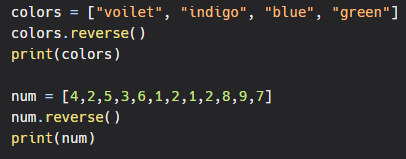 colors = ["voilet", "indigo", "blue", "green"]
colors.reverse()
print(colors)
num = [4,2,5,3,6,1,2,1,2,8,9,7]
num.reverse()
print(num)